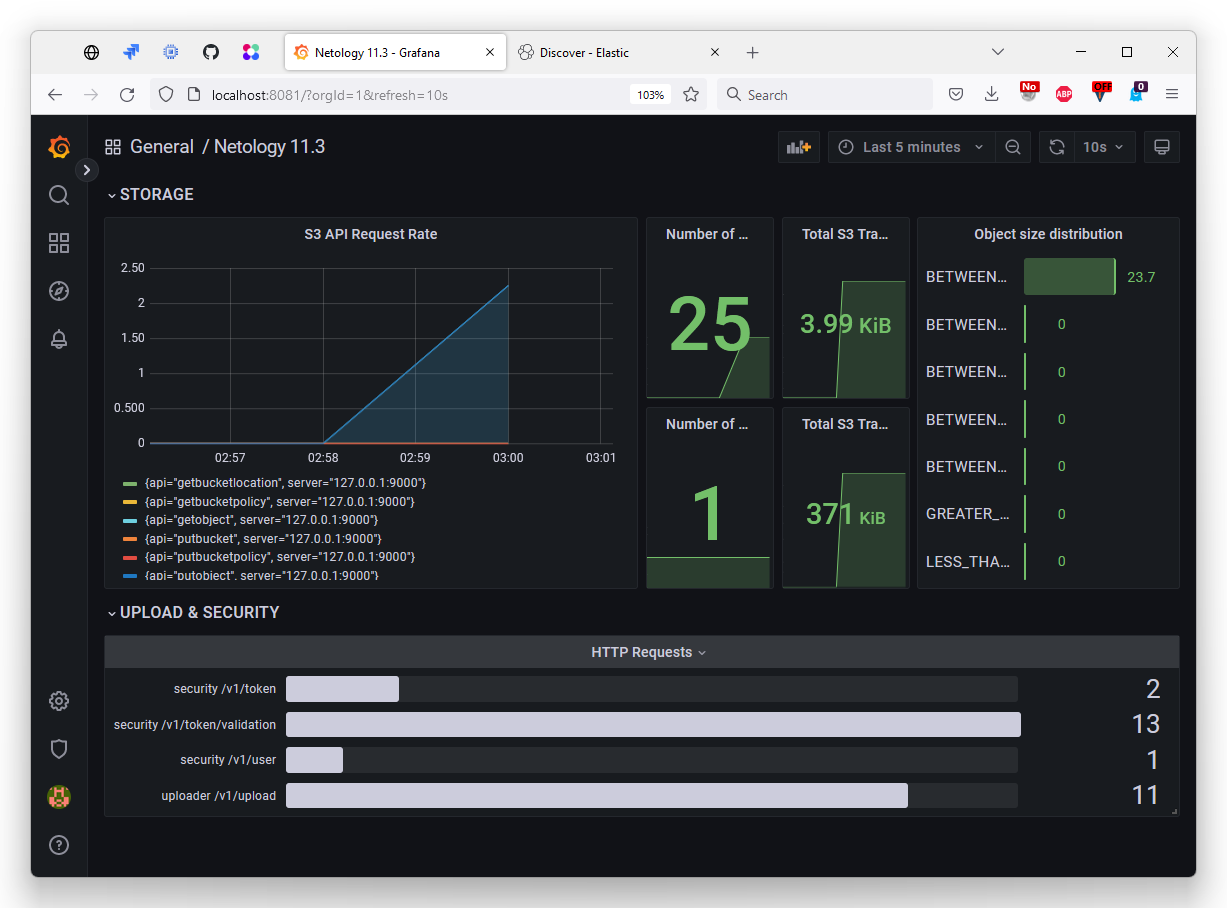 Netology 11.3 - Grafana
Discover - Elastic
localhost:8081/?orgId=1&refresh=10s
103%
Search
No
ABP
OFF
0
General / Netology 11.3
Last 5 minutes
10s
STORAGE
S3 API Request Rate
2.50
2
1.50
1
0.500
0
02:57 02:58 02:59 03:00 03:01
{api="getbucketlocation", server="127.0.0.1:9000"}
{api="getbucketpolicy", server="127.0.0.1:9000"}
{api="getobject", server="127.0.0.1:9000"}
{api="putbucket", server="127.0.0.1:9000"}
{api="putbucketpolicy", server="127.0.0.1:9000"}
{api="putobject", server="127.0.0.1:9000"}
Number of ...
25
Total S3 Tra...
3.99 KiB
Number of ...
1
Total S3 Tra...
371 KiB
Object size distribution
BETWEEN... 23.7
BETWEEN... 0
BETWEEN... 0
BETWEEN... 0
BETWEEN... 0
GREATER_... 0
LESS_THA... 0
UPLOAD & SECURITY
HTTP Requests
security /v1/token 2
security /v1/token/validation 13
security /v1/user 1
uploader /v1/upload 11